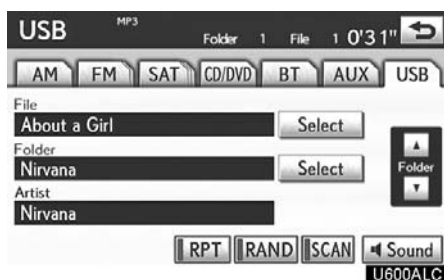 USB MP3 Folder 1 File 1 0'31"
AM FM SAT CD/DVD BT AUX USB
File
About a Girl Select
Folder
Nirvana Select
Folder
Artist
Nirvana
RPT RAND SCAN Sound
U600ALC